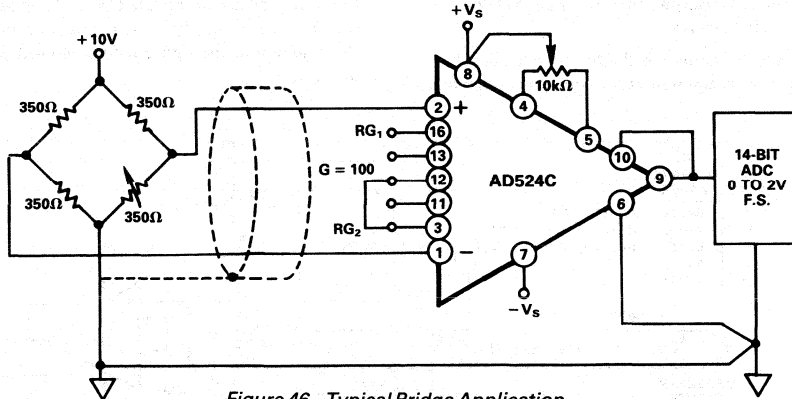 +10V
350Ω
350Ω
350Ω
350Ω
+VS
8
10kΩ
2
+
4
RG1
16
5
13
10
G = 100
12
AD524C
9
11
6
RG2
3
1
−
7
−VS
14-BIT
ADC
0 TO 2V
F.S.
Figure 46. Typical Bridge Application